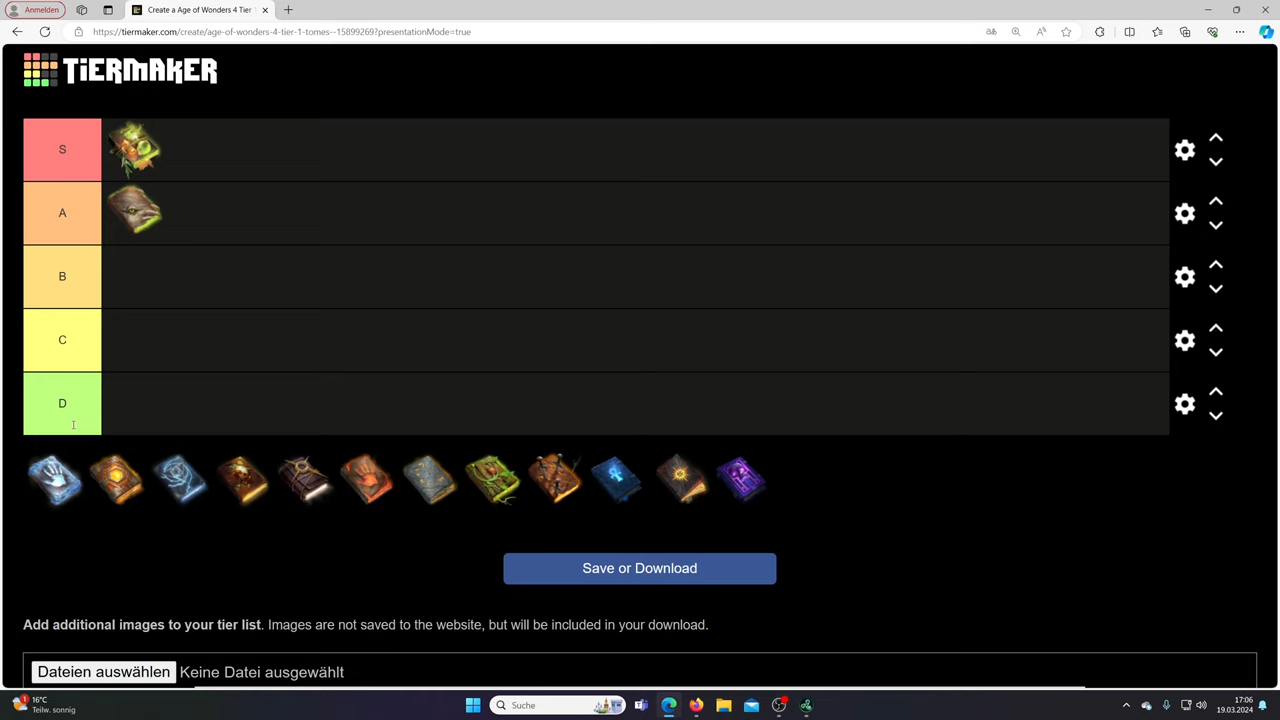 Anmelden
Create a Age of Wonders 4 Tier 1
https://tiermaker.com/create/age-of-wonders-4-tier-1-tomes--15899269?presentationMode=true
TiERMAKER
S
A
B
C
D
Save or Download
Add additional images to your tier list. Images are not saved to the website, but will be included in your download.
Dateien auswählen Keine Datei ausgewählt
1
16°C
Teilw. sonnig
Suche
17:06
19.03.2024